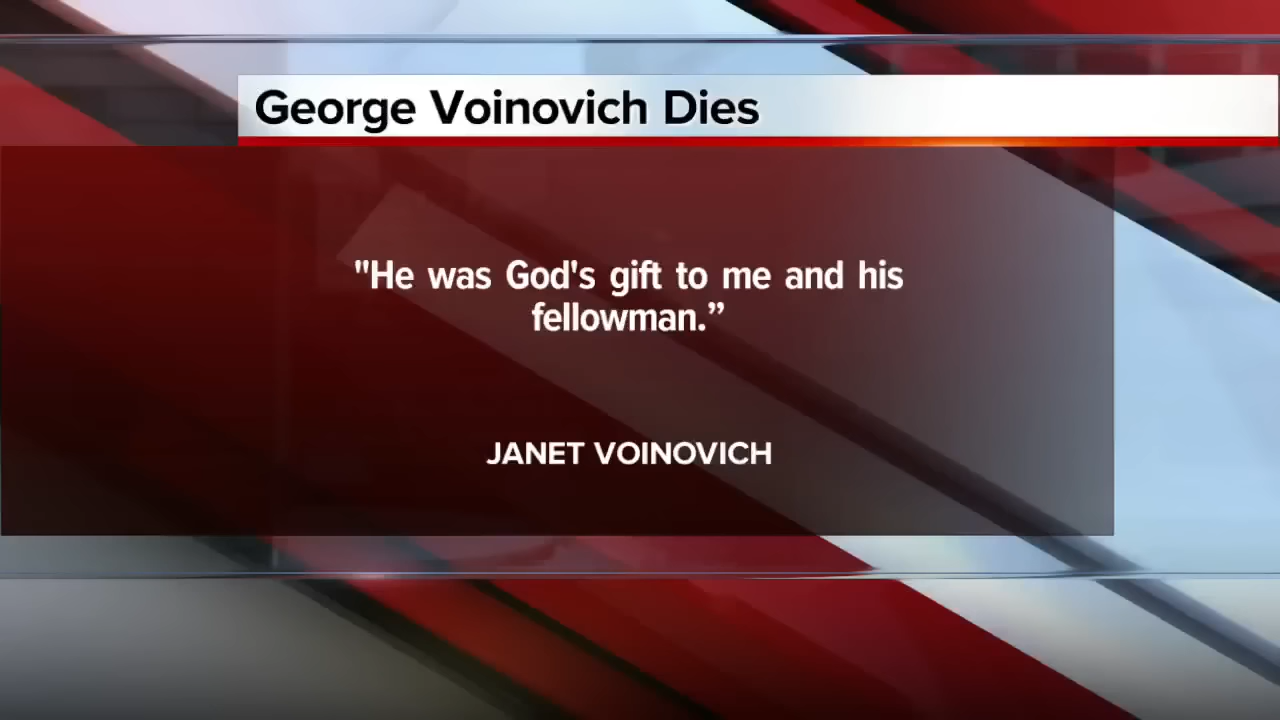 George Voinovich Dies
"He was God's gift to me and his
fellowman.”
JANET VOINOVICH